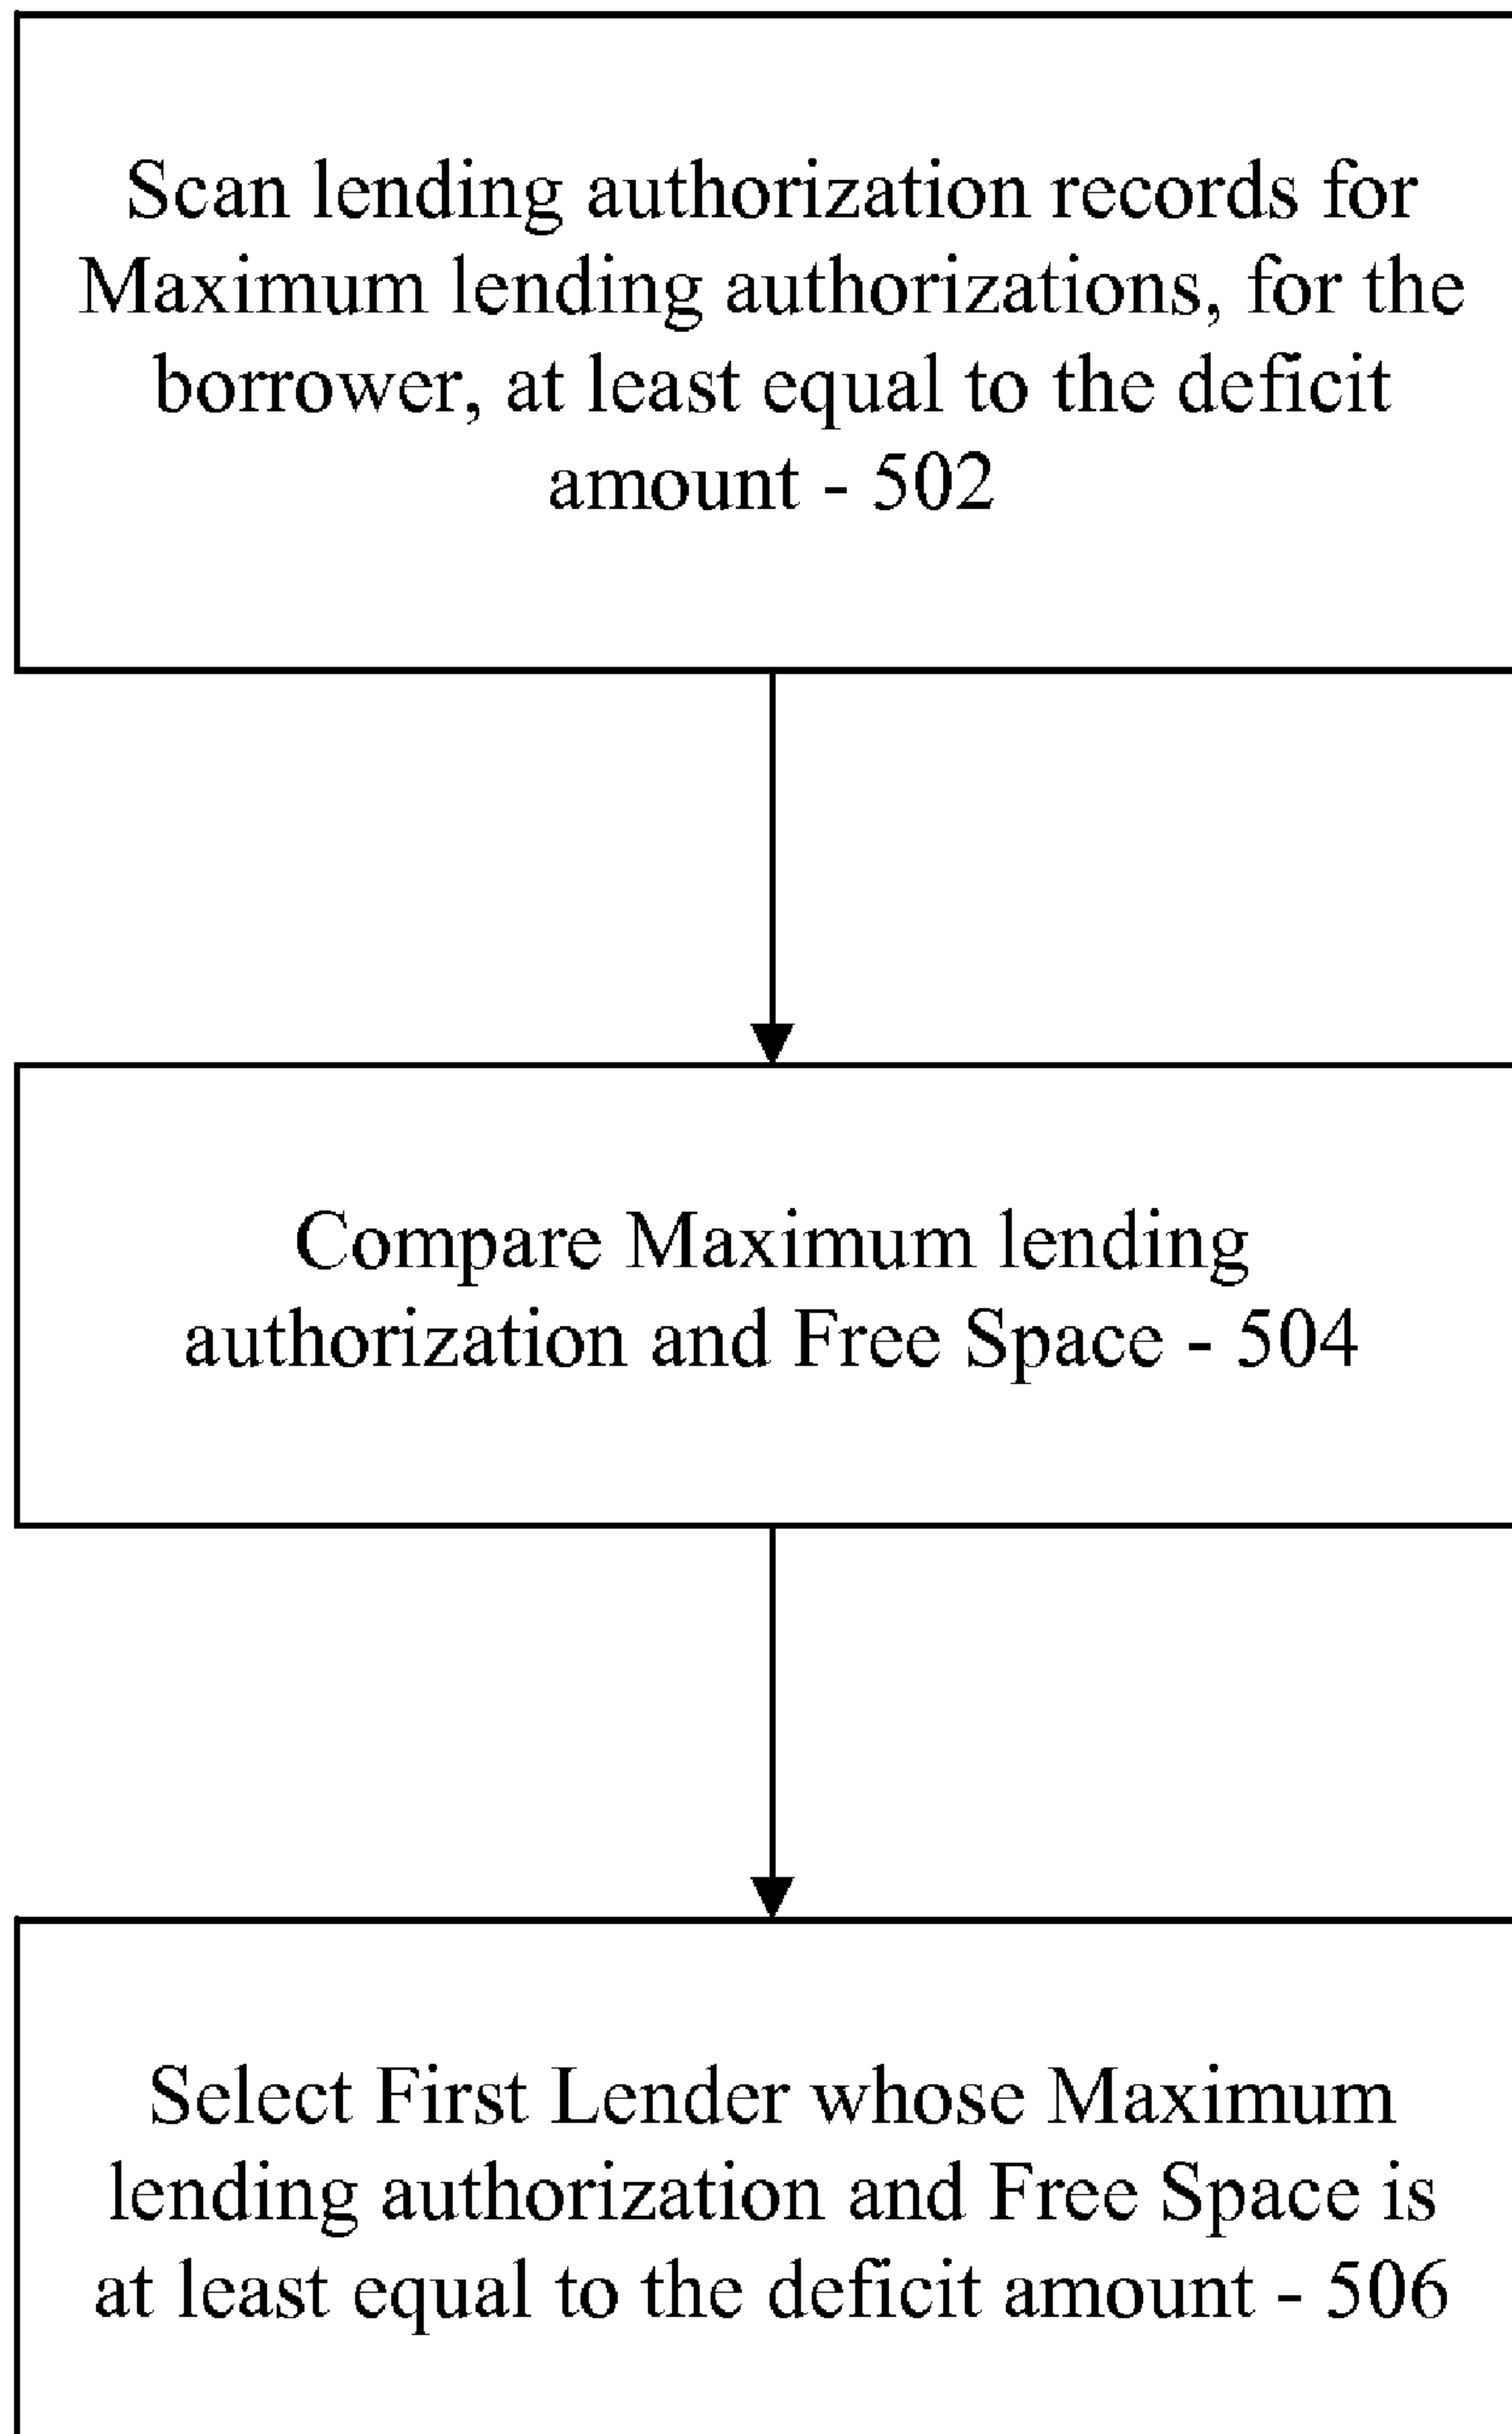 Scan lending authorization records for
Maximum lending authorizations, for the
borrower, at least equal to the deficit
amount - 502
Compare Maximum lending
authorization and Free Space - 504
Select First Lender whose Maximum
lending authorization and Free Space is
at least equal to the deficit amount - 506